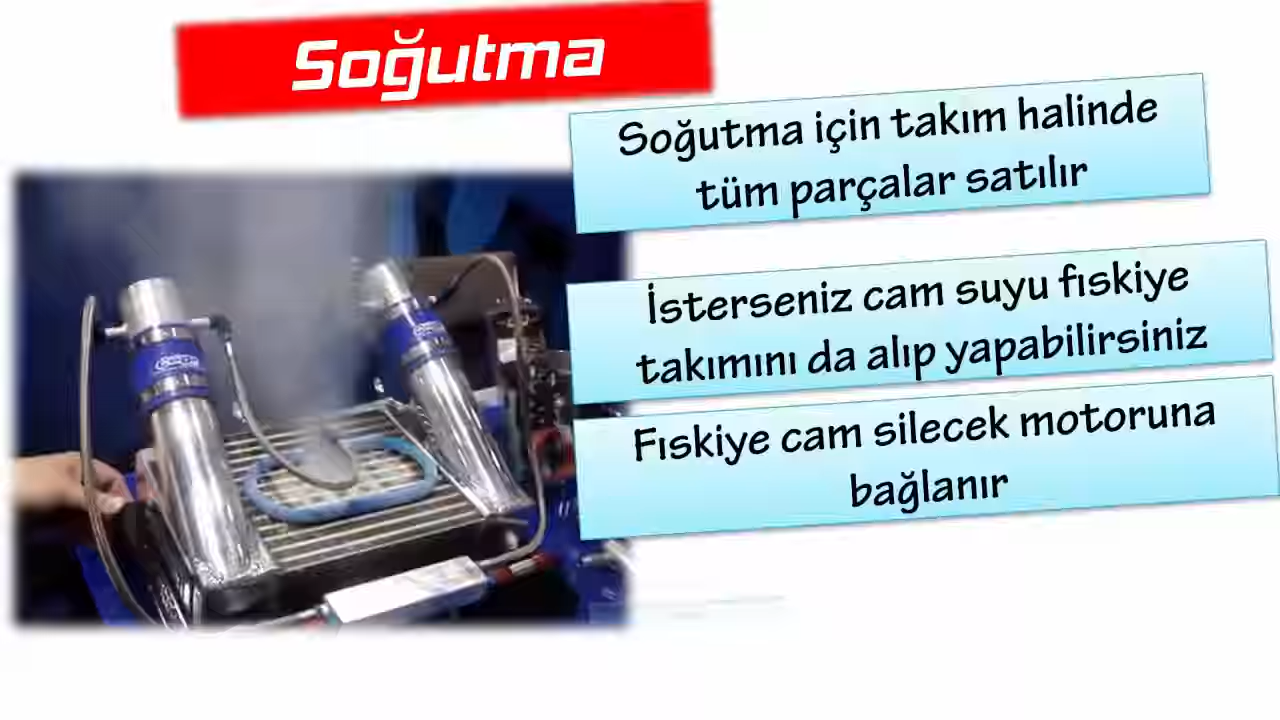 Soğutma
Soğutma için takım halinde
tüm parçalar satılır
İsterseniz cam suyu fıskiye
takımını da alıp yapabilirsiniz
Fıskiye cam silecek motoruna
bağlanır